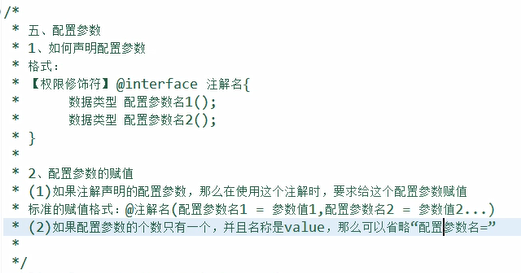 /*
* 五、配置参数
* 1、如何声明配置参数
* 格式：
* 【权限修饰符】@interface 注解名{
*     数据类型 配置参数名1();
*     数据类型 配置参数名2();
* }
*
* 2、配置参数的赋值
* (1)如果注解声明的配置参数，那么在使用这个注解时，要求给这个配置参数赋值
* 标准的赋值格式：@注解名(配置参数名1 = 参数值1,配置参数名2 = 参数值2...)
* (2)如果配置参数的个数只有一个，并且名称是value，那么可以省略“配置参数名=”
*
*/